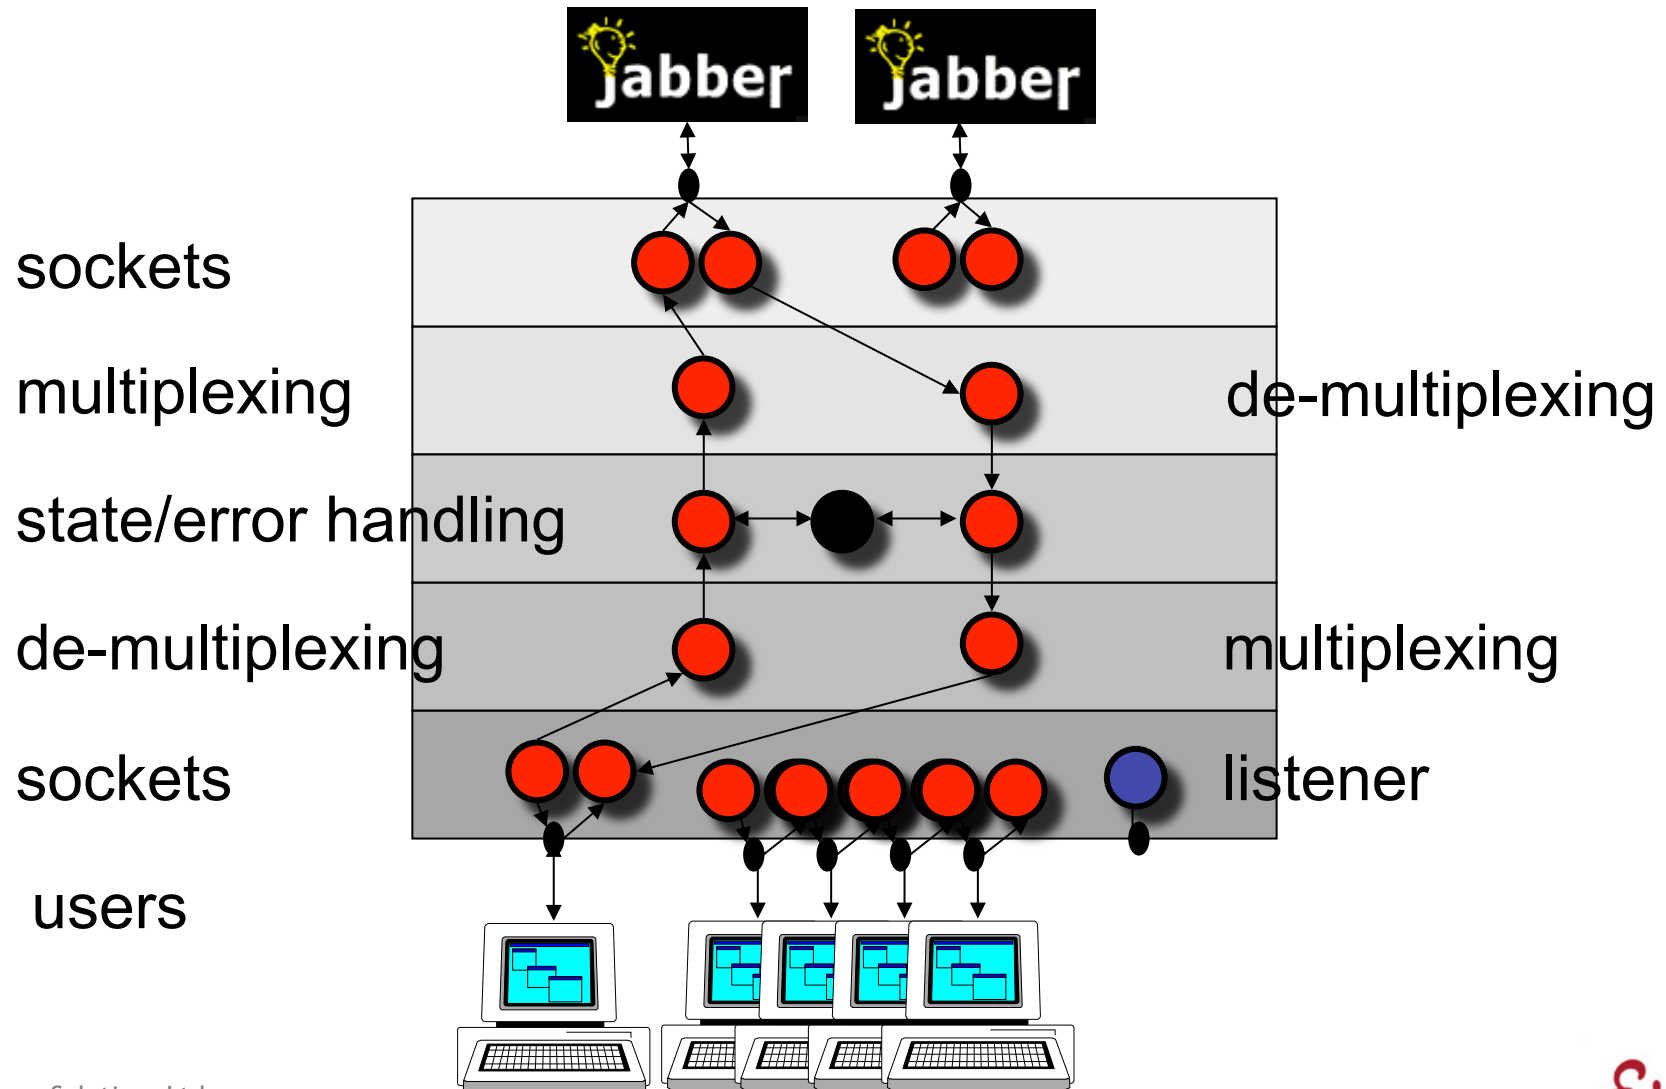 jabber
jabber
sockets
multiplexing
de-multiplexing
state/error handling
de-multiplexing
multiplexing
sockets
listener
users